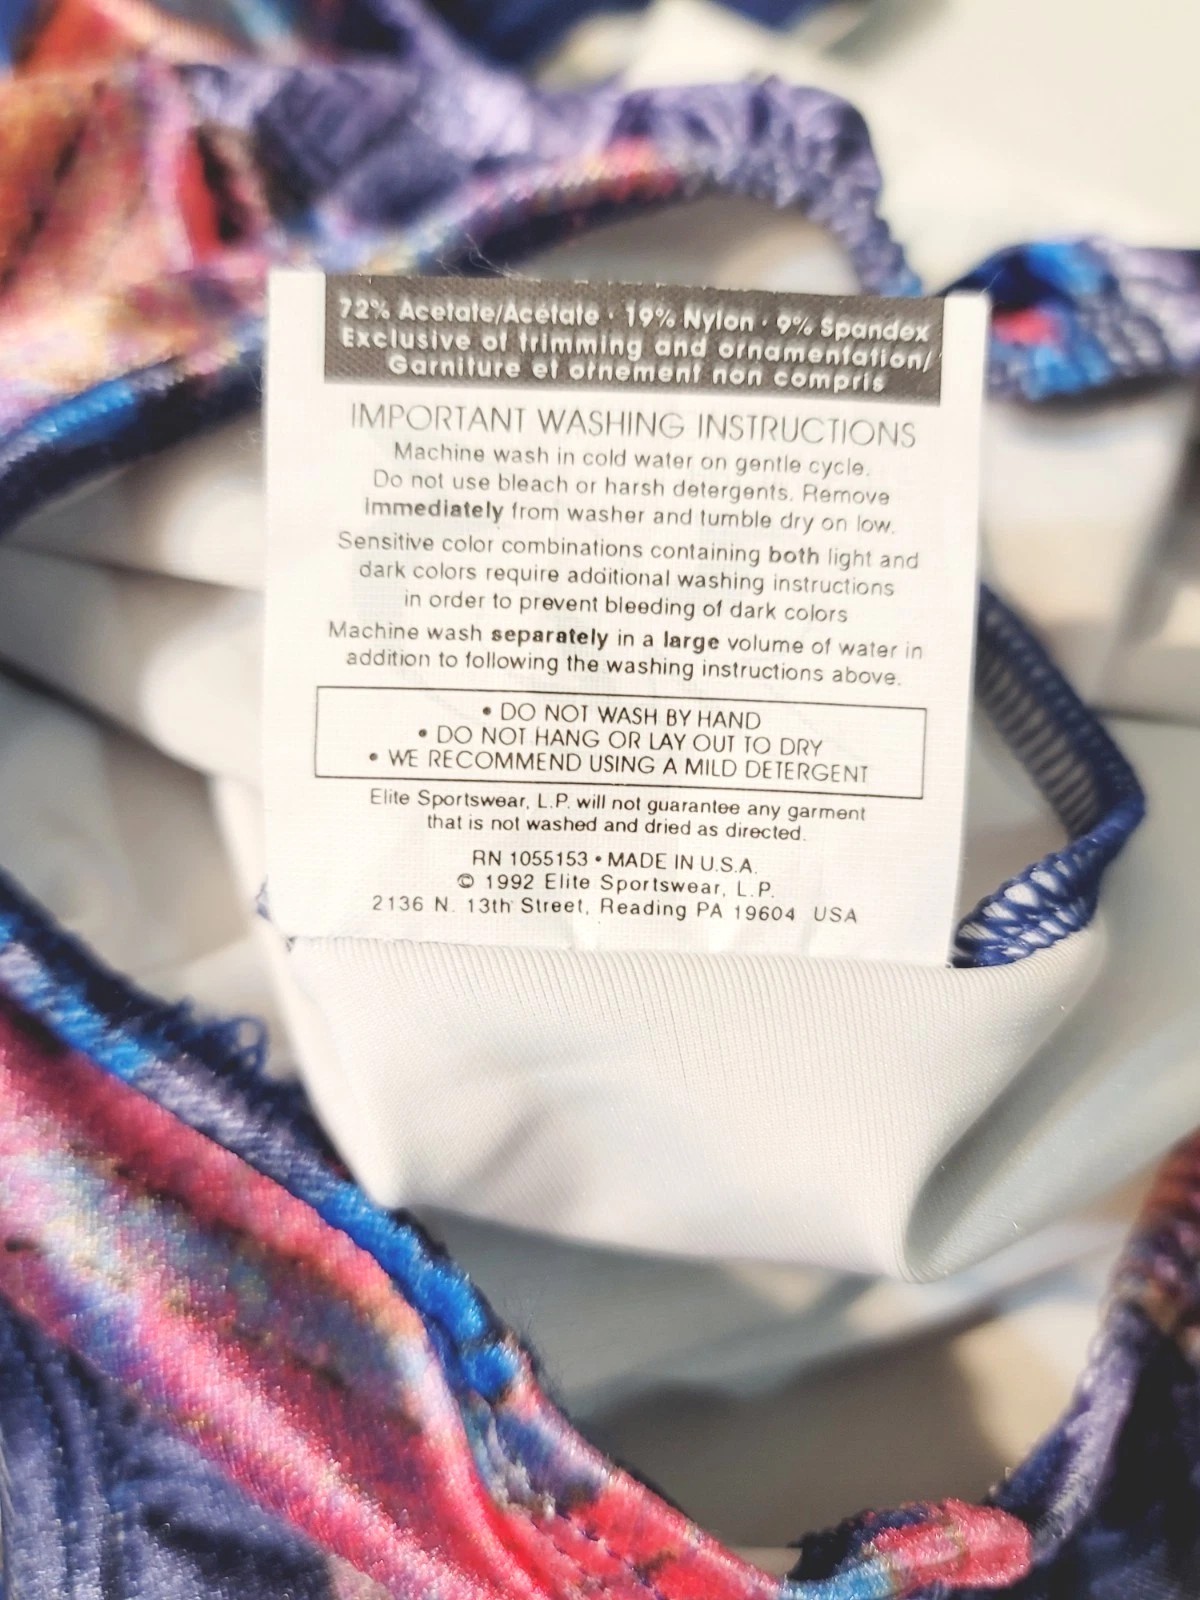 72% Acetate/Acétate · 19% Nylon · 9% Spandex
Exclusive of trimming and ornamentation/
Garniture et ornement non compris
IMPORTANT WASHING INSTRUCTIONS
Machine wash in cold water on gentle cycle.
Do not use bleach or harsh detergents. Remove
immediately from washer and tumble dry on low.
Sensitive color combinations containing both light and
dark colors require additional washing instructions
in order to prevent bleeding of dark colors
Machine wash separately in a large volume of water in
addition to following the washing instructions above.
• DO NOT WASH BY HAND
• DO NOT HANG OR LAY OUT TO DRY
• WE RECOMMEND USING A MILD DETERGENT
Elite Sportswear, L.P. will not guarantee any garment
that is not washed and dried as directed.
RN 1055153 • MADE IN U.S.A.
© 1992 Elite Sportswear, L.P.
2136 N. 13th Street, Reading PA 19604 USA